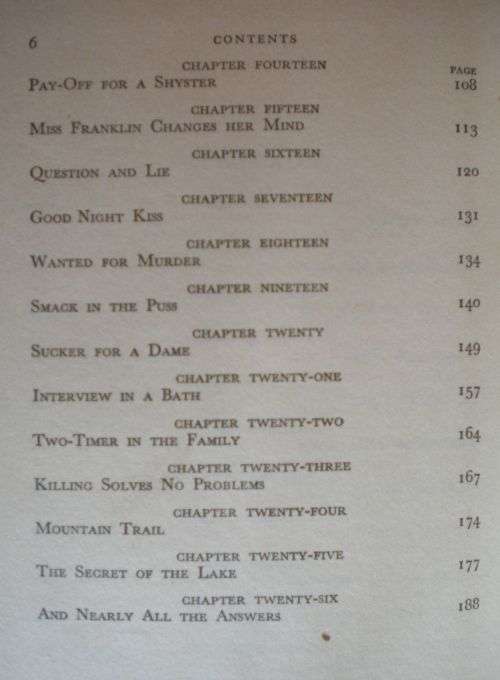 6 CONTENTS
CHAPTER FOURTEEN
PAGE
PAY-OFF FOR A SHYSTER 108
CHAPTER FIFTEEN
MISS FRANKLIN CHANGES HER MIND 113
CHAPTER SIXTEEN
QUESTION AND LIE 120
CHAPTER SEVENTEEN
GOOD NIGHT KISS 131
CHAPTER EIGHTEEN
WANTED FOR MURDER 134
CHAPTER NINETEEN
SMACK IN THE PUSS 140
CHAPTER TWENTY
SUCKER FOR A DAME 149
CHAPTER TWENTY-ONE
INTERVIEW IN A BATH 157
CHAPTER TWENTY-TWO
TWO-TIMER IN THE FAMILY 164
CHAPTER TWENTY-THREE
KILLING SOLVES NO PROBLEMS 167
CHAPTER TWENTY-FOUR
MOUNTAIN TRAIL 174
CHAPTER TWENTY-FIVE
THE SECRET OF THE LAKE 177
CHAPTER TWENTY-SIX
AND NEARLY ALL THE ANSWERS 188